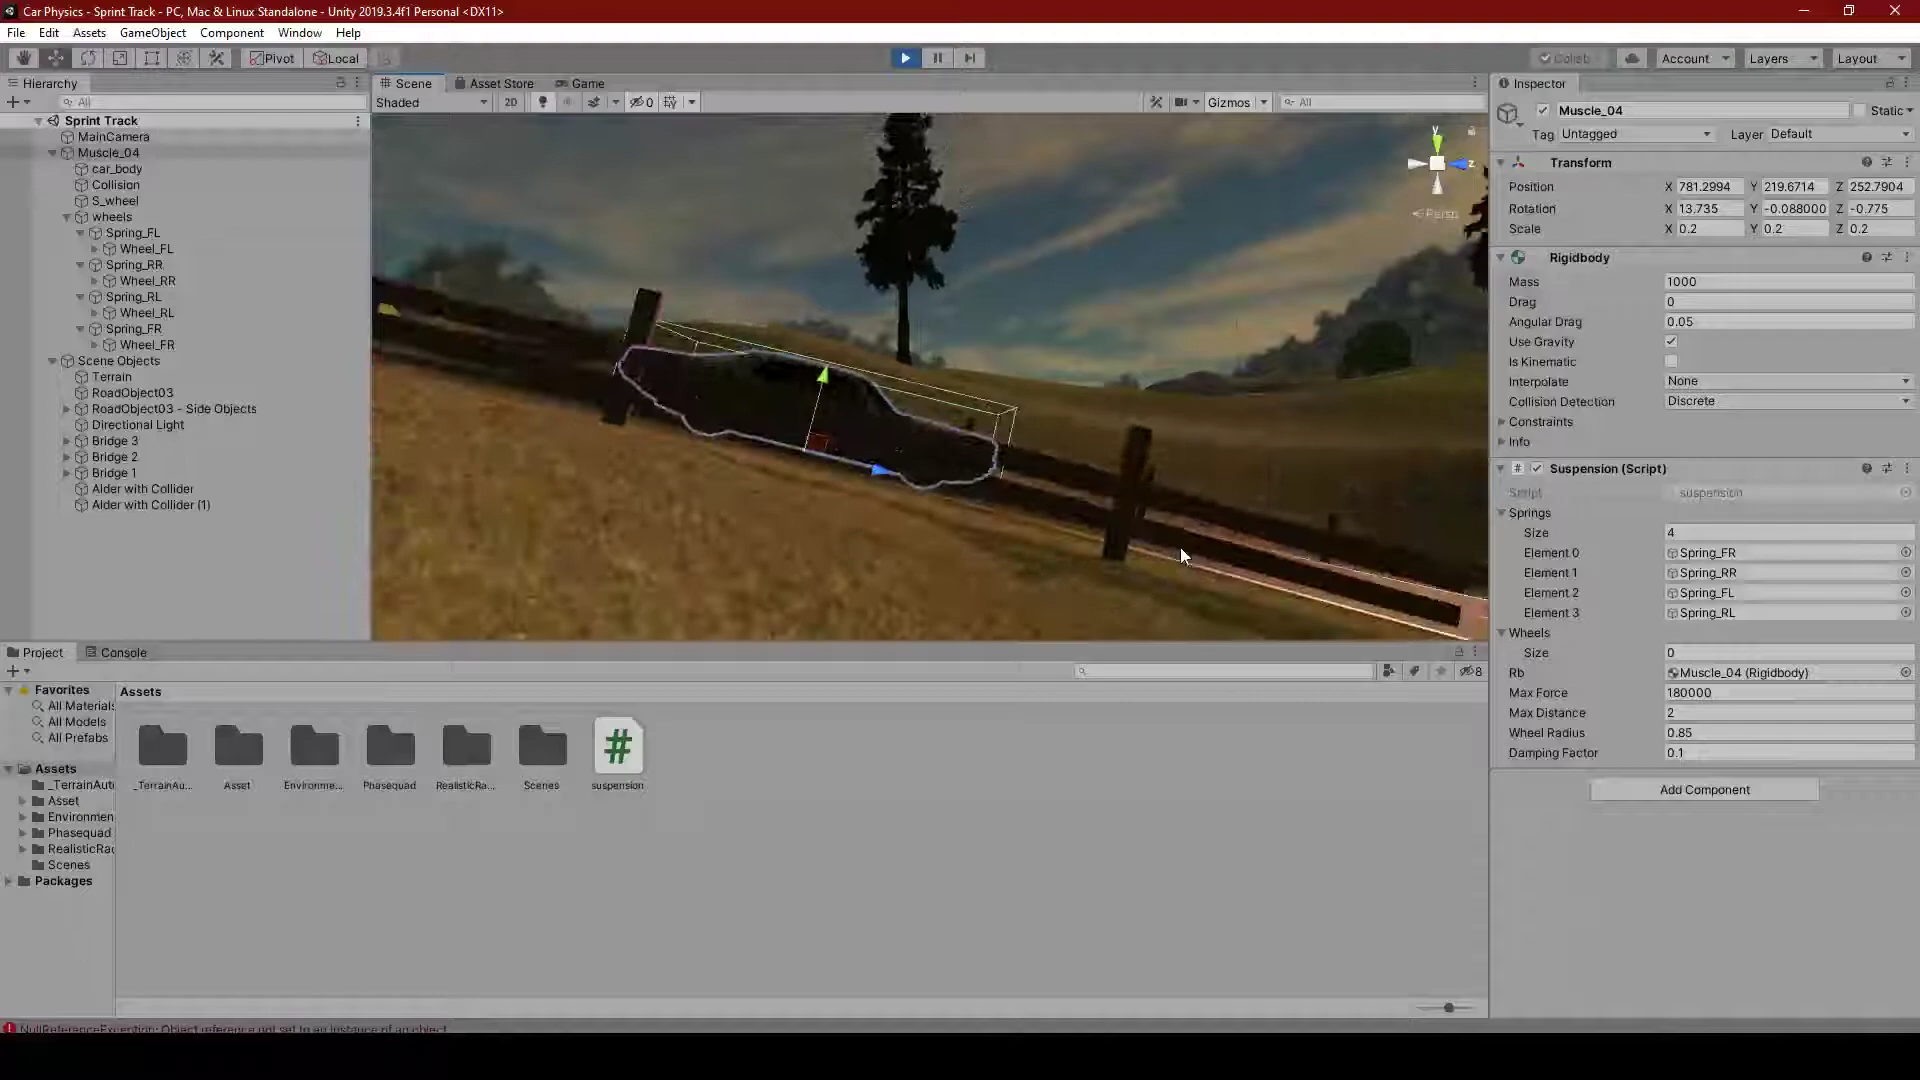 Car Physics - Sprint Track - PC, Mac & Linux Standalone - Unity 2019.3.4f1 Personal <DX11>
File Edit Assets GameObject Component Window Help
Pivot Local Collab Account Layers Layout
Hierarchy
All
Sprint Track
MainCamera
Muscle_04
car_body
Collision
S_wheel
wheels
Spring_FL
Wheel_FL
Spring_RR
Wheel_RR
Spring_RL
Wheel_RL
Spring_FR
Wheel_FR
Scene Objects
Terrain
RoadObject03
RoadObject03 - Side Objects
Directional Light
Bridge 3
Bridge 2
Bridge 1
Alder with Collider
Alder with Collider (1)
Scene Asset Store Game
Shaded 2D 0 Gizmos All
y
z
Persp
Inspector
Muscle_04 Static
Tag Untagged Layer Default
Transform
Position X 781.2994 Y 219.6714 Z 252.7904
Rotation X 13.735 Y -0.088000 Z -0.775
Scale X 0.2 Y 0.2 Z 0.2
Rigidbody
Mass 1000
Drag 0
Angular Drag 0.05
Use Gravity
Is Kinematic
Interpolate None
Collision Detection Discrete
Constraints
Info
# Suspension (Script)
Script suspension
Springs
Size 4
Element 0 Spring_FR
Element 1 Spring_RR
Element 2 Spring_FL
Element 3 Spring_RL
Wheels
Size 0
Rb Muscle_04 (Rigidbody)
Max Force 180000
Max Distance 2
Wheel Radius 0.85
Damping Factor 0.1
Add Component
Project Console
8
Favorites
All Materials
All Models
All Prefabs
Assets
_TerrainAut
Asset
Environmen
Phasequad
RealisticRac
Scenes
Packages
Assets
#
_TerrainAu... Asset Environme... Phasequad RealisticRa... Scenes suspension
NullReferenceException: Object reference not set to an instance of an object